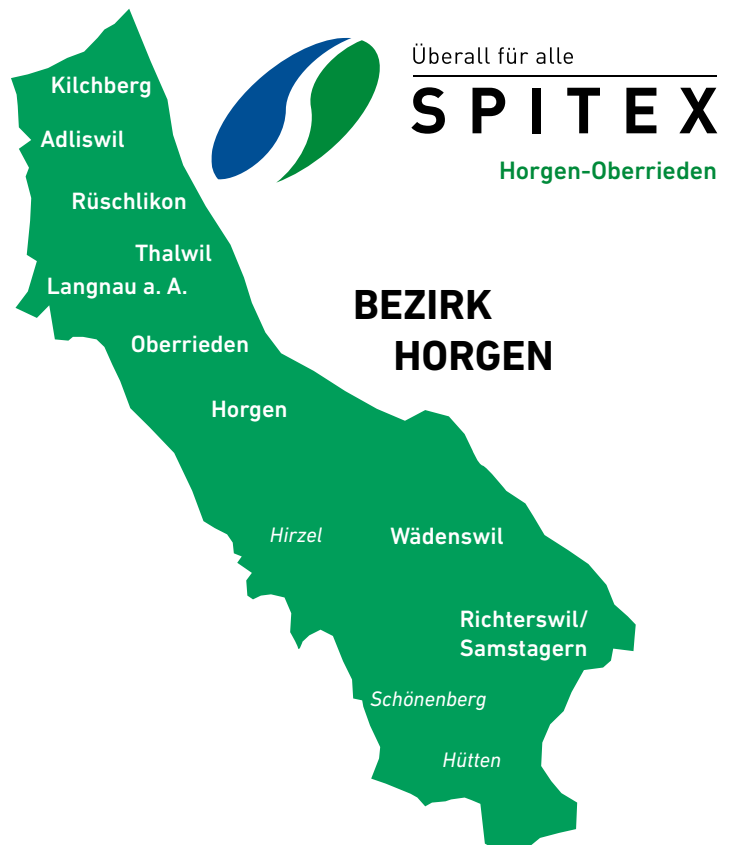 Überall für alle
SPITEX
Horgen-Oberrieden
BEZIRK
HORGEN
Kilchberg
Adliswil
Rüschlikon
Thalwil
Langnau a. A.
Oberrieden
Horgen
Hirzel
Wädenswil
Richterswil/
Samstagern
Schönenberg
Hütten